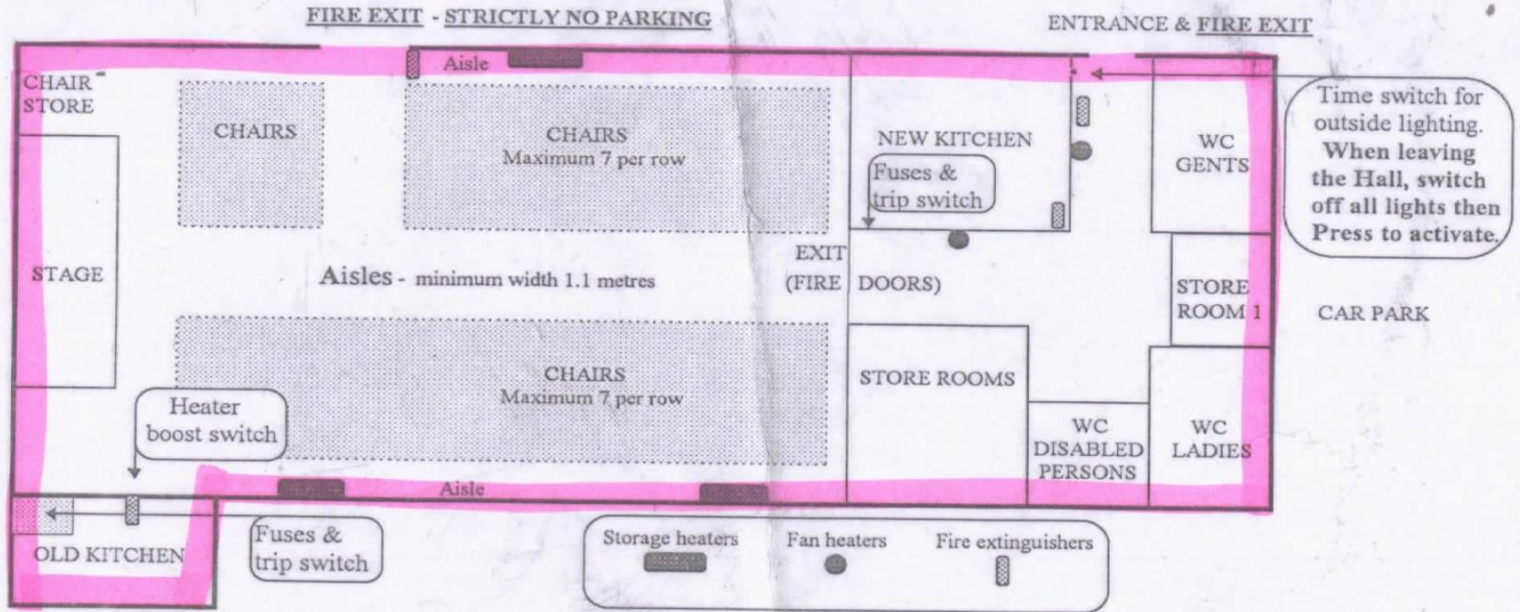 FIRE EXIT - STRICTLY NO PARKING
ENTRANCE & FIRE EXIT
Aisle
CHAIR
STORE
CHAIRS
CHAIRS
Maximum 7 per row
NEW KITCHEN
Fuses &
trip switch
WC
GENTS
Time switch for
outside lighting.
When leaving
the Hall, switch
off all lights then
Press to activate.
STAGE
Aisles - minimum width 1.1 metres
EXIT
(FIRE DOORS)
STORE
ROOM 1
CAR PARK
CHAIRS
Maximum 7 per row
STORE ROOMS
Heater
boost switch
WC
DISABLED
PERSONS
WC
LADIES
Aisle
OLD KITCHEN
Fuses &
trip switch
Storage heaters
Fan heaters
Fire extinguishers